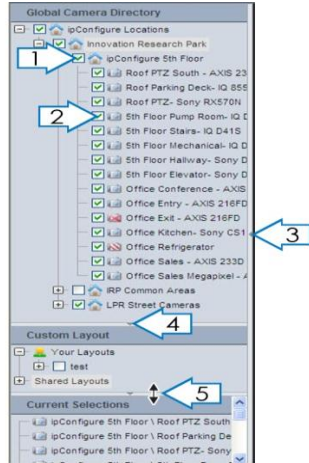 Global Camera Directory
ipConfigure Locations
Innovation Research Park
1
ipConfigure 5th Floor
Roof PTZ South - AXIS 23
Roof Parking Deck- IQ 855
Roof PTZ- Sony RX570N
2
5th Floor Pump Room- IQ D
5th Floor Stairs- IQ D41S
5th Floor Mechanical- IQ D
5th Floor Hallway- Sony D
5th Floor Elevator- Sony D
Office Conference - AXIS
Office Entry - AXIS 216FD
Office Exit - AXIS 216FD
Office Kitchen- Sony CS1
3
Office Refrigerator
Office Sales - AXIS 233D
Office Sales Megapixel - A
IRP Common Areas
LPR Street Cameras
4
Custom Layout
Your Layouts
test
Shared Layouts
5
Current Selections
ipConfigure 5th Floor \ Roof PTZ South
ipConfigure 5th Floor \ Roof Parking De
ipConfigure 5th Floor \ Roof PTZ- Sony